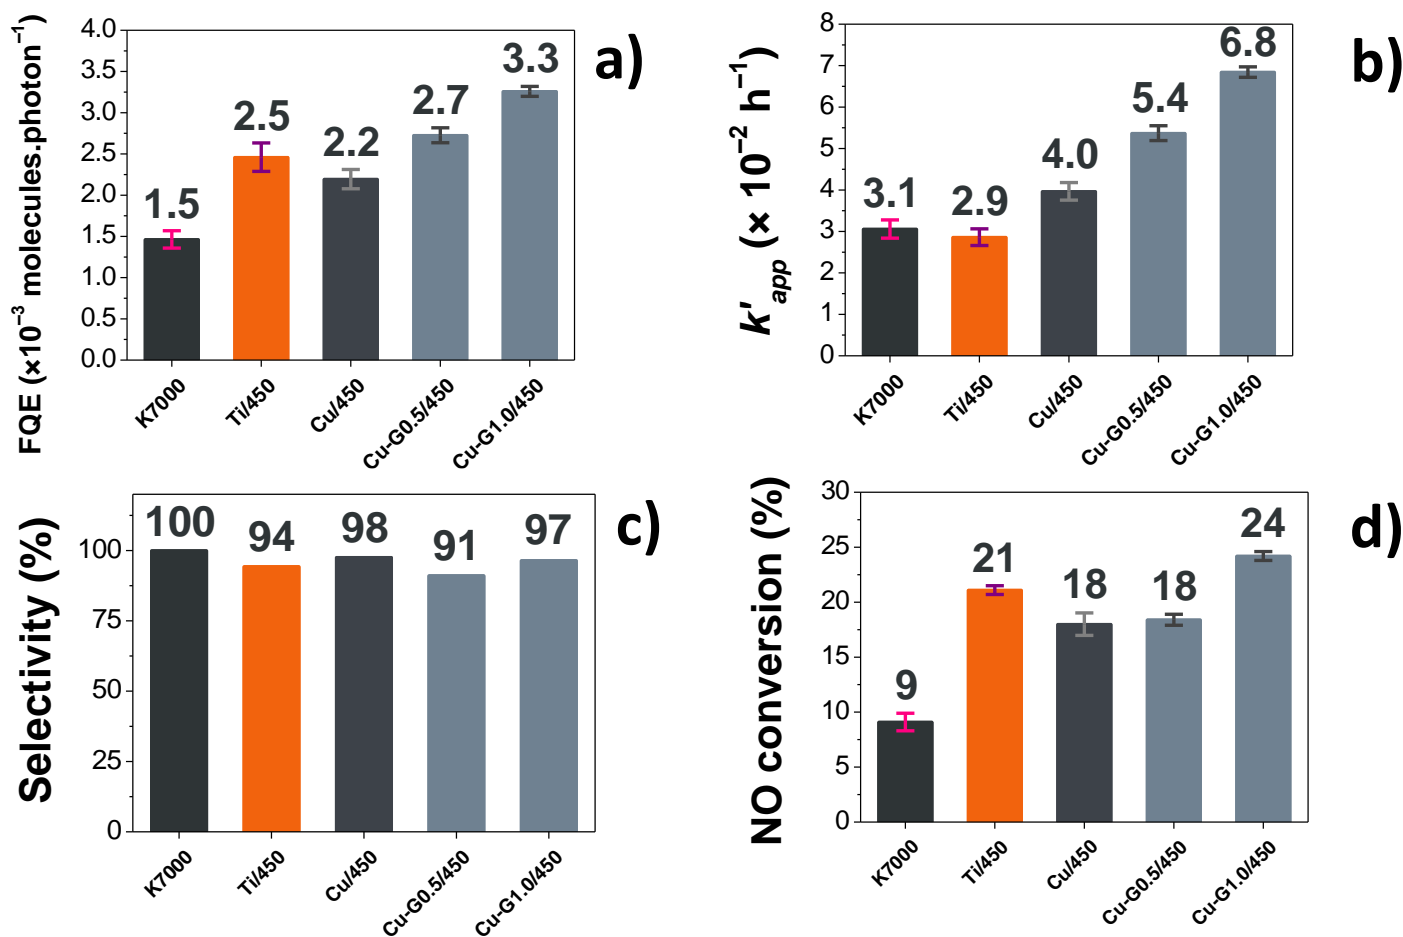 a)
FQE (×10⁻³ molecules.photon⁻¹)
4.0
3.5
3.0
2.5
2.0
1.5
1.0
0.5
0.0
1.5
2.5
2.2
2.7
3.3
K7000
Ti/450
Cu/450
Cu-G0.5/450
Cu-G1.0/450
b)
k'app (× 10⁻² h⁻¹)
8
7
6
5
4
3
2
1
0
3.1
2.9
4.0
5.4
6.8
K7000
Ti/450
Cu/450
Cu-G0.5/450
Cu-G1.0/450
c)
Selectivity (%)
100
75
50
25
0
100
94
98
91
97
K7000
Ti/450
Cu/450
Cu-G0.5/450
Cu-G1.0/450
d)
NO conversion (%)
30
25
20
15
10
5
0
9
21
18
18
24
K7000
Ti/450
Cu/450
Cu-G0.5/450
Cu-G1.0/450